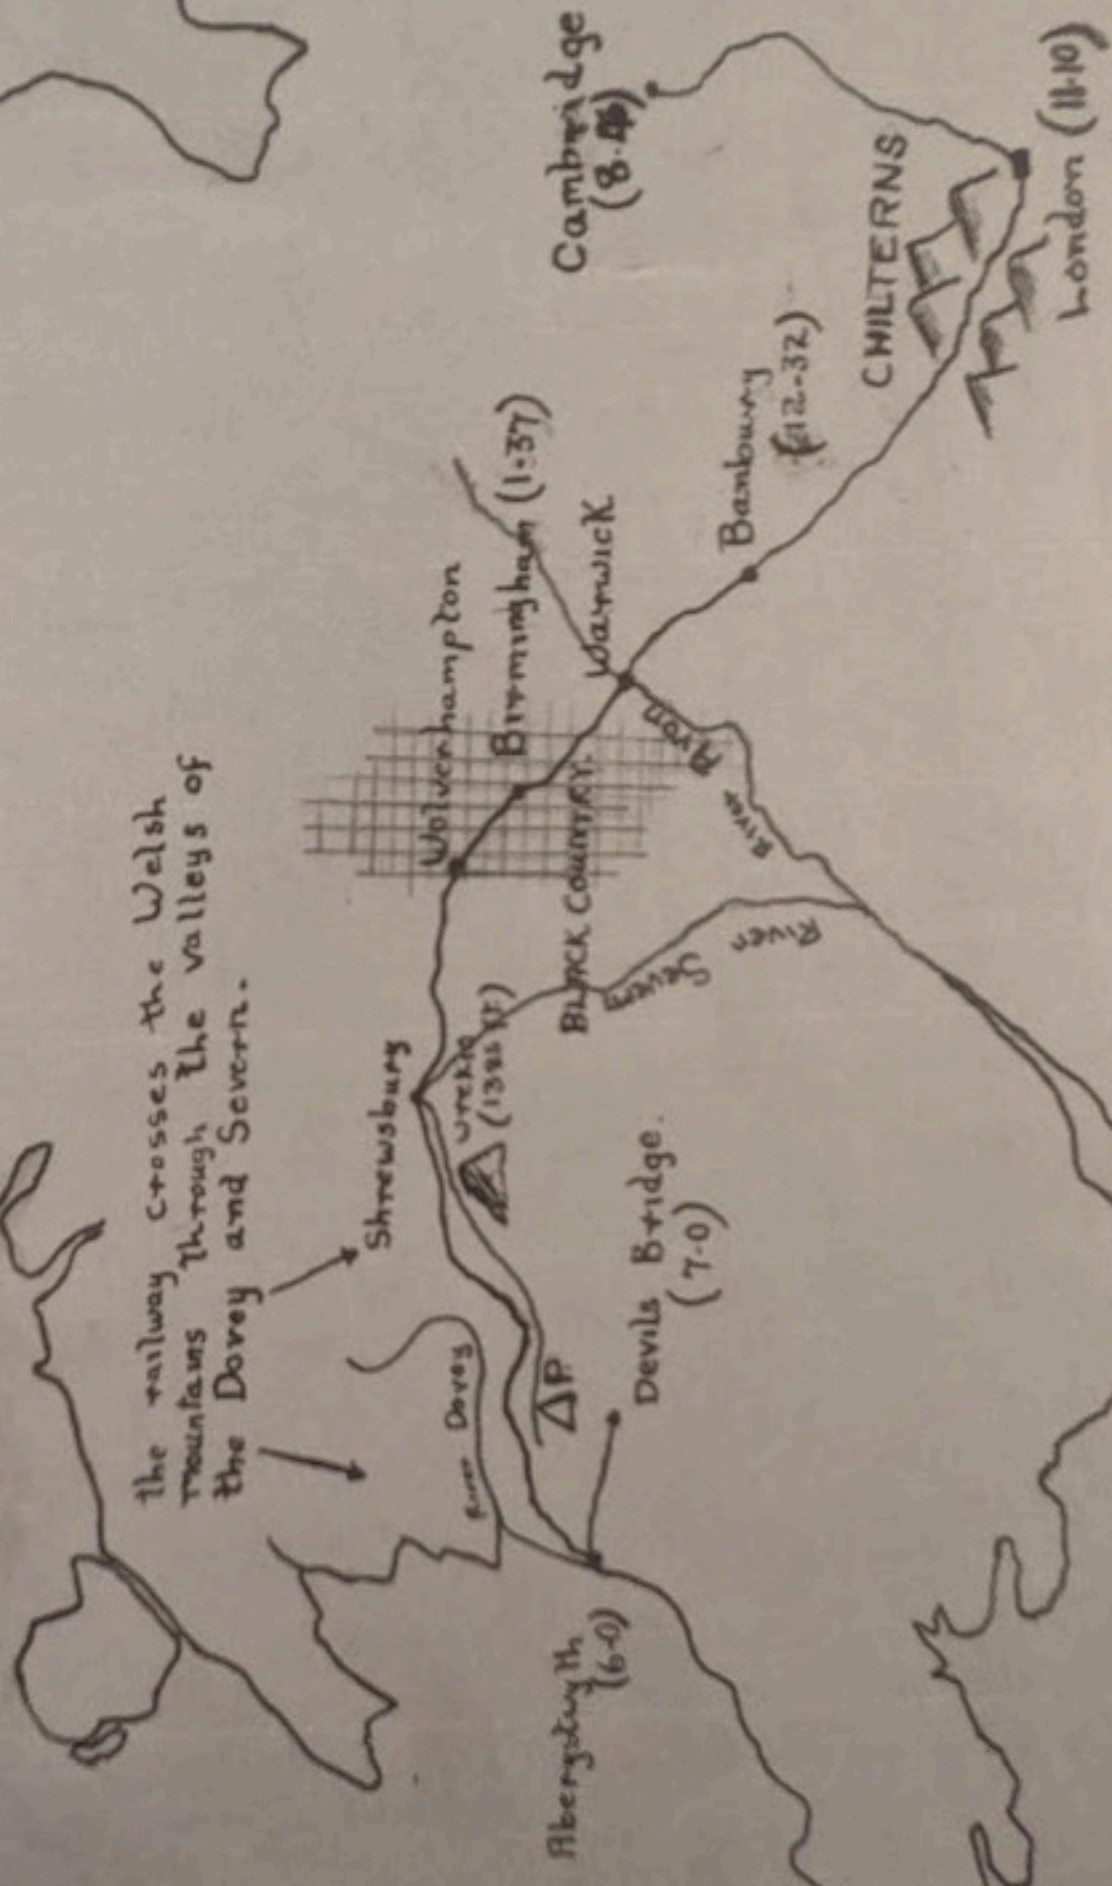 the railway crosses the Welsh
mountains through the valleys of
the Dovey and Severn.
Cambridge
CHILTERNS
London (11.10)
Banbury
(12-32)
Warwick
Birmingham (1.37)
Wolverhampton
BLACK COUNTRY.
River Avon
River Severn
Shrewsbury
Wrekin
River Dovey
ΔP.
Devils Bridge.
(7.0)
Aberystwyth
(6.0)